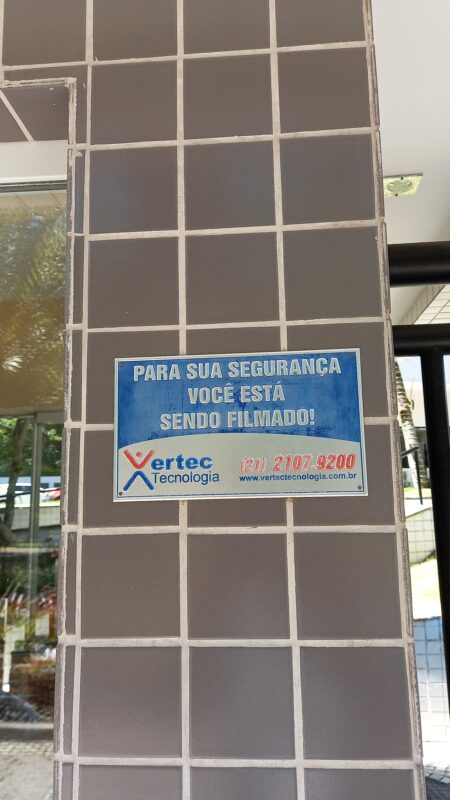 PARA SUA SEGURANÇA
VOCÊ ESTÁ
SENDO FILMADO!
Vertec
Tecnologia
(21) 2107-9200
www.vertectecnologia.com.br